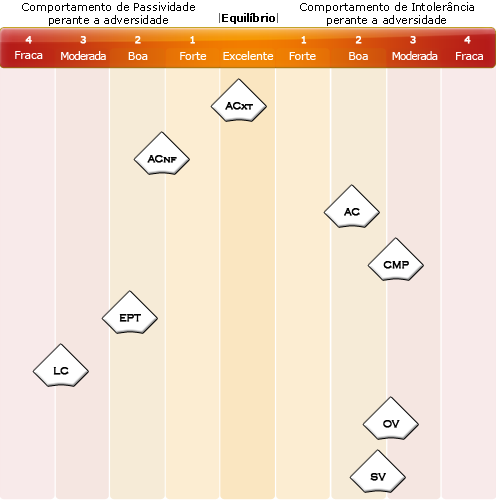 Comportamento de Passividade
perante a adversidade
|Equilíbrio|
Comportamento de Intolerância
perante a adversidade
4 3 2 1 1 2 3 4
Fraca Moderada Boa Forte Excelente Forte Boa Moderada Fraca
ACXT
ACNF
AC
CMP
EPT
LC
OV
SV